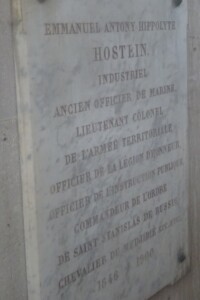 EMMANUEL ANTONY HIPPOLYTE
HOSTEIN
INDUSTRIEL
ANCIEN OFFICIER DE MARINE
LIEUTENANT COLONEL
DE L'ARMÉE TERRITORIALE
OFFICIER DE LA LÉGION D'HONNEUR
OFFICIER DE L'INSTRUCTION PUBLIQUE
COMMANDEUR DE L'ORDRE
DE SAINT STANISLAS DE RUSSIE
CHEVALIER DU
1846